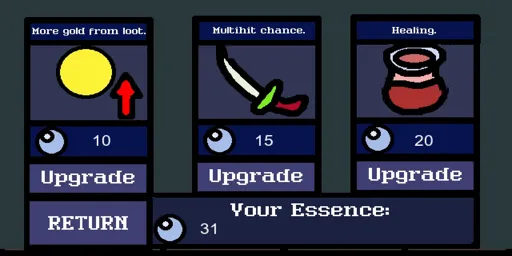 More gold from loot.
Multihit chance.
Healing.
10
15
20
Upgrade
Upgrade
Upgrade
RETURN
Your Essence:
31